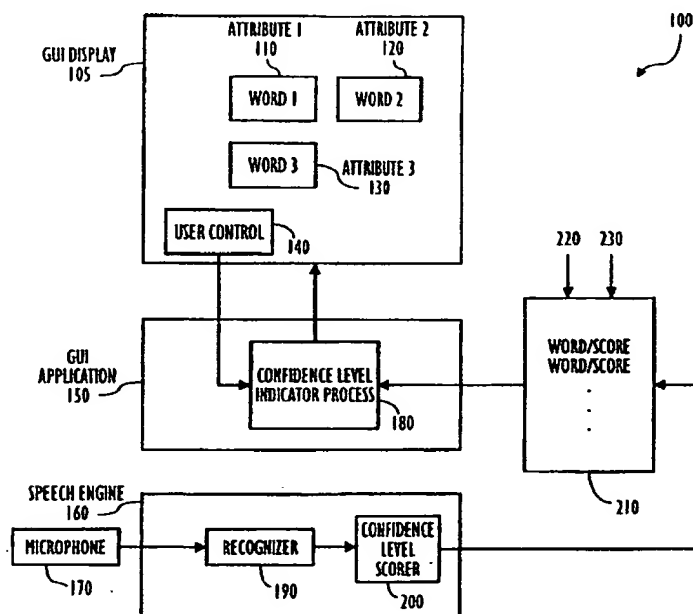 ATTRIBUTE 1
110
ATTRIBUTE 2
120
100
GUI DISPLAY
105
WORD 1
WORD 2
WORD 3
ATTRIBUTE 3
130
USER CONTROL
140
220
230
GUI
APPLICATION
150
CONFIDENCE LEVEL
INDICATOR PROCESS
180
WORD/SCORE
WORD/SCORE
210
SPEECH ENGINE
160
MICROPHONE
170
RECOGNIZER
190
CONFIDENCE
LEVEL
SCORER
200